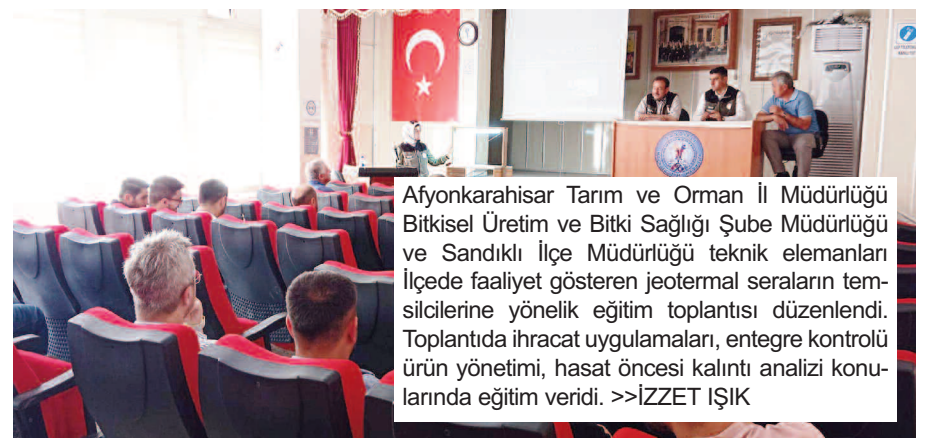 Afyonkarahisar Tarım ve Orman İl Müdürlüğü
Bitkisel Üretim ve Bitki Sağlığı Şube Müdürlüğü
ve Sandıklı İlçe Müdürlüğü teknik elemanları
İlçede faaliyet gösteren jeotermal seraların tem-
silcilerine yönelik eğitim toplantısı düzenlendi.
Toplantıda ihracat uygulamaları, entegre kontrolü
ürün yönetimi, hasat öncesi kalıntı analizi konu-
larında eğitim veridi. >>İZZET IŞIK